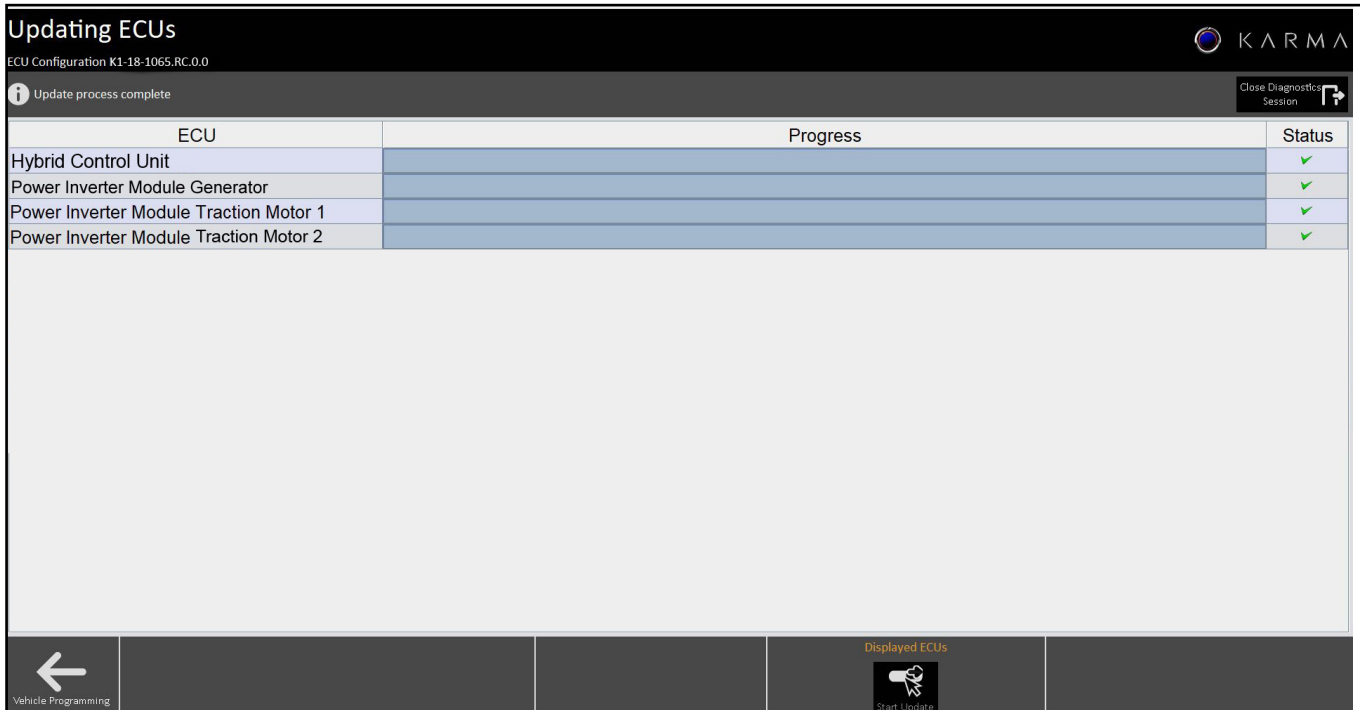 Updating ECUs
KARMA
ECU Configuration K1-18-1065.RC.0.0
Update process complete
Close Diagnostics
Session
ECU Progress Status
Hybrid Control Unit
Power Inverter Module Generator
Power Inverter Module Traction Motor 1
Power Inverter Module Traction Motor 2
Displayed ECUs
Vehicle Programming
Start Update